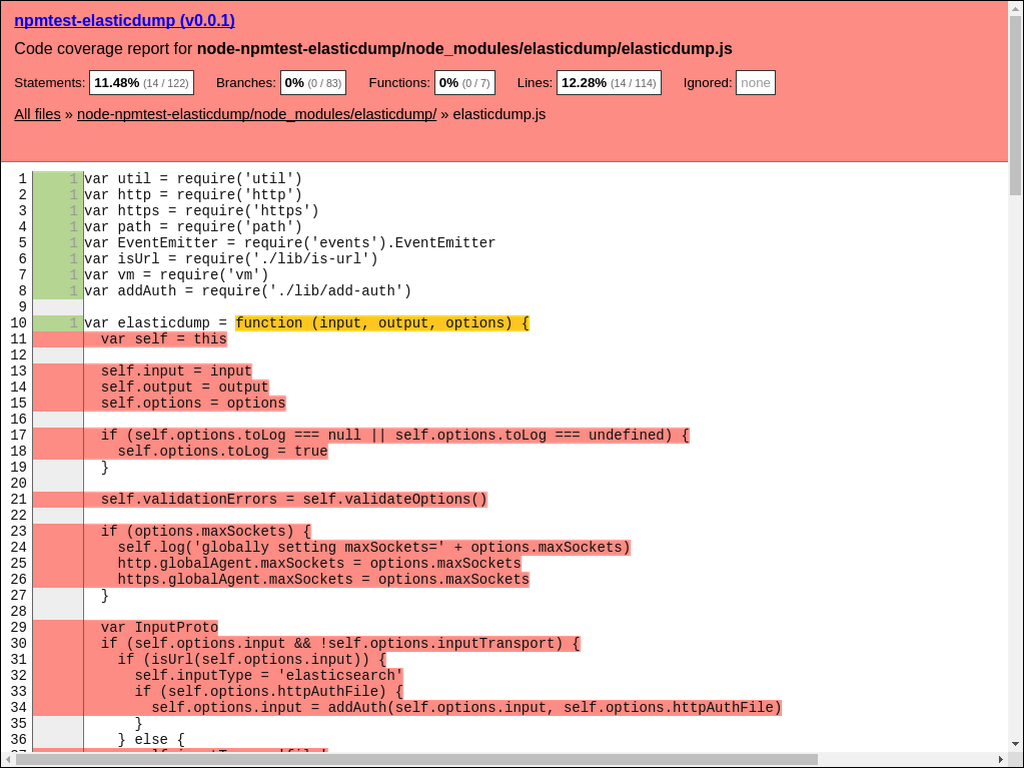 npmtest-elasticdump (v0.0.1)
Code coverage report for node-npmtest-elasticdump/node_modules/elasticdump/elasticdump.js
Statements: 11.48% (14 / 122) Branches: 0% (0 / 83) Functions: 0% (0 / 7) Lines: 12.28% (14 / 114) Ignored: none
All files » node-npmtest-elasticdump/node_modules/elasticdump/ » elasticdump.js
1 1 var util = require('util')
2 1 var http = require('http')
3 1 var https = require('https')
4 1 var path = require('path')
5 1 var EventEmitter = require('events').EventEmitter
6 1 var isUrl = require('./lib/is-url')
7 1 var vm = require('vm')
8 1 var addAuth = require('./lib/add-auth')
9
10 1 var elasticdump = function (input, output, options) {
11 var self = this
12
13 self.input = input
14 self.output = output
15 self.options = options
16
17 if (self.options.toLog === null || self.options.toLog === undefined) {
18 self.options.toLog = true
19 }
20
21 self.validationErrors = self.validateOptions()
22
23 if (options.maxSockets) {
24 self.log('globally setting maxSockets=' + options.maxSockets)
25 http.globalAgent.maxSockets = options.maxSockets
26 https.globalAgent.maxSockets = options.maxSockets
27 }
28
29 var InputProto
30 if (self.options.input && !self.options.inputTransport) {
31 if (isUrl(self.options.input)) {
32 self.inputType = 'elasticsearch'
33 if (self.options.httpAuthFile) {
34 self.options.input = addAuth(self.options.input, self.options.httpAuthFile)
35 }
36 } else {